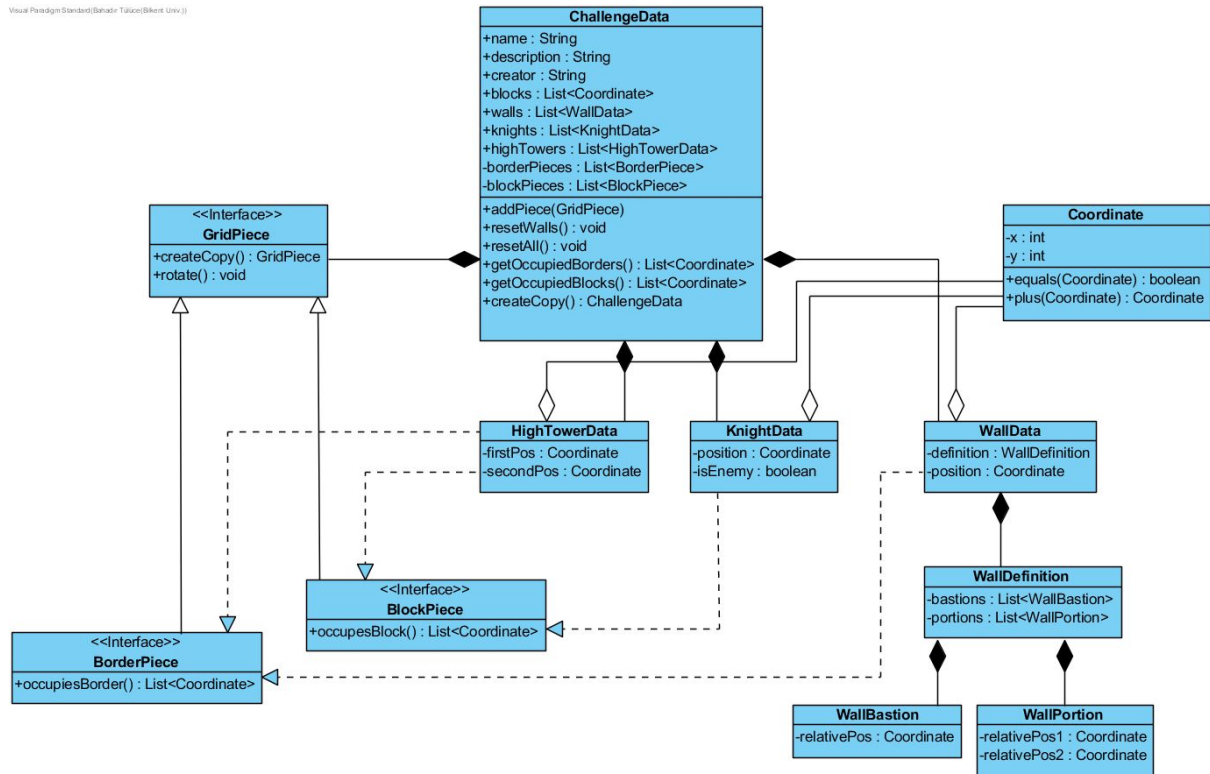 Visual Paradigm Standard(Bahadır Tülüce(Bilkent Univ.))
ChallengeData
+name : String
+description : String
+creator : String
+blocks : List<Coordinate>
+walls : List<WallData>
+knights : List<KnightData>
+highTowers : List<HighTowerData>
-borderPieces : List<BorderPiece>
-blockPieces : List<BlockPiece>
+addPiece(GridPiece)
+resetWalls() : void
+resetAll() : void
+getOccupiedBorders() : List<Coordinate>
+getOccupiedBlocks() : List<Coordinate>
+createCopy() : ChallengeData
<<Interface>>
GridPiece
+createCopy() : GridPiece
+rotate() : void
Coordinate
-x : int
-y : int
+equals(Coordinate) : boolean
+plus(Coordinate) : Coordinate
HighTowerData
-firstPos : Coordinate
-secondPos : Coordinate
KnightData
-position : Coordinate
-isEnemy : boolean
WallData
-definition : WallDefinition
-position : Coordinate
<<Interface>>
BlockPiece
+occupesBlock() : List<Coordinate>
WallDefinition
-bastions : List<WallBastion>
-portions : List<WallPortion>
<<Interface>>
BorderPiece
+occupiesBorder() : List<Coordinate>
WallBastion
-relativePos : Coordinate
WallPortion
-relativePos1 : Coordinate
-relativePos2 : Coordinate